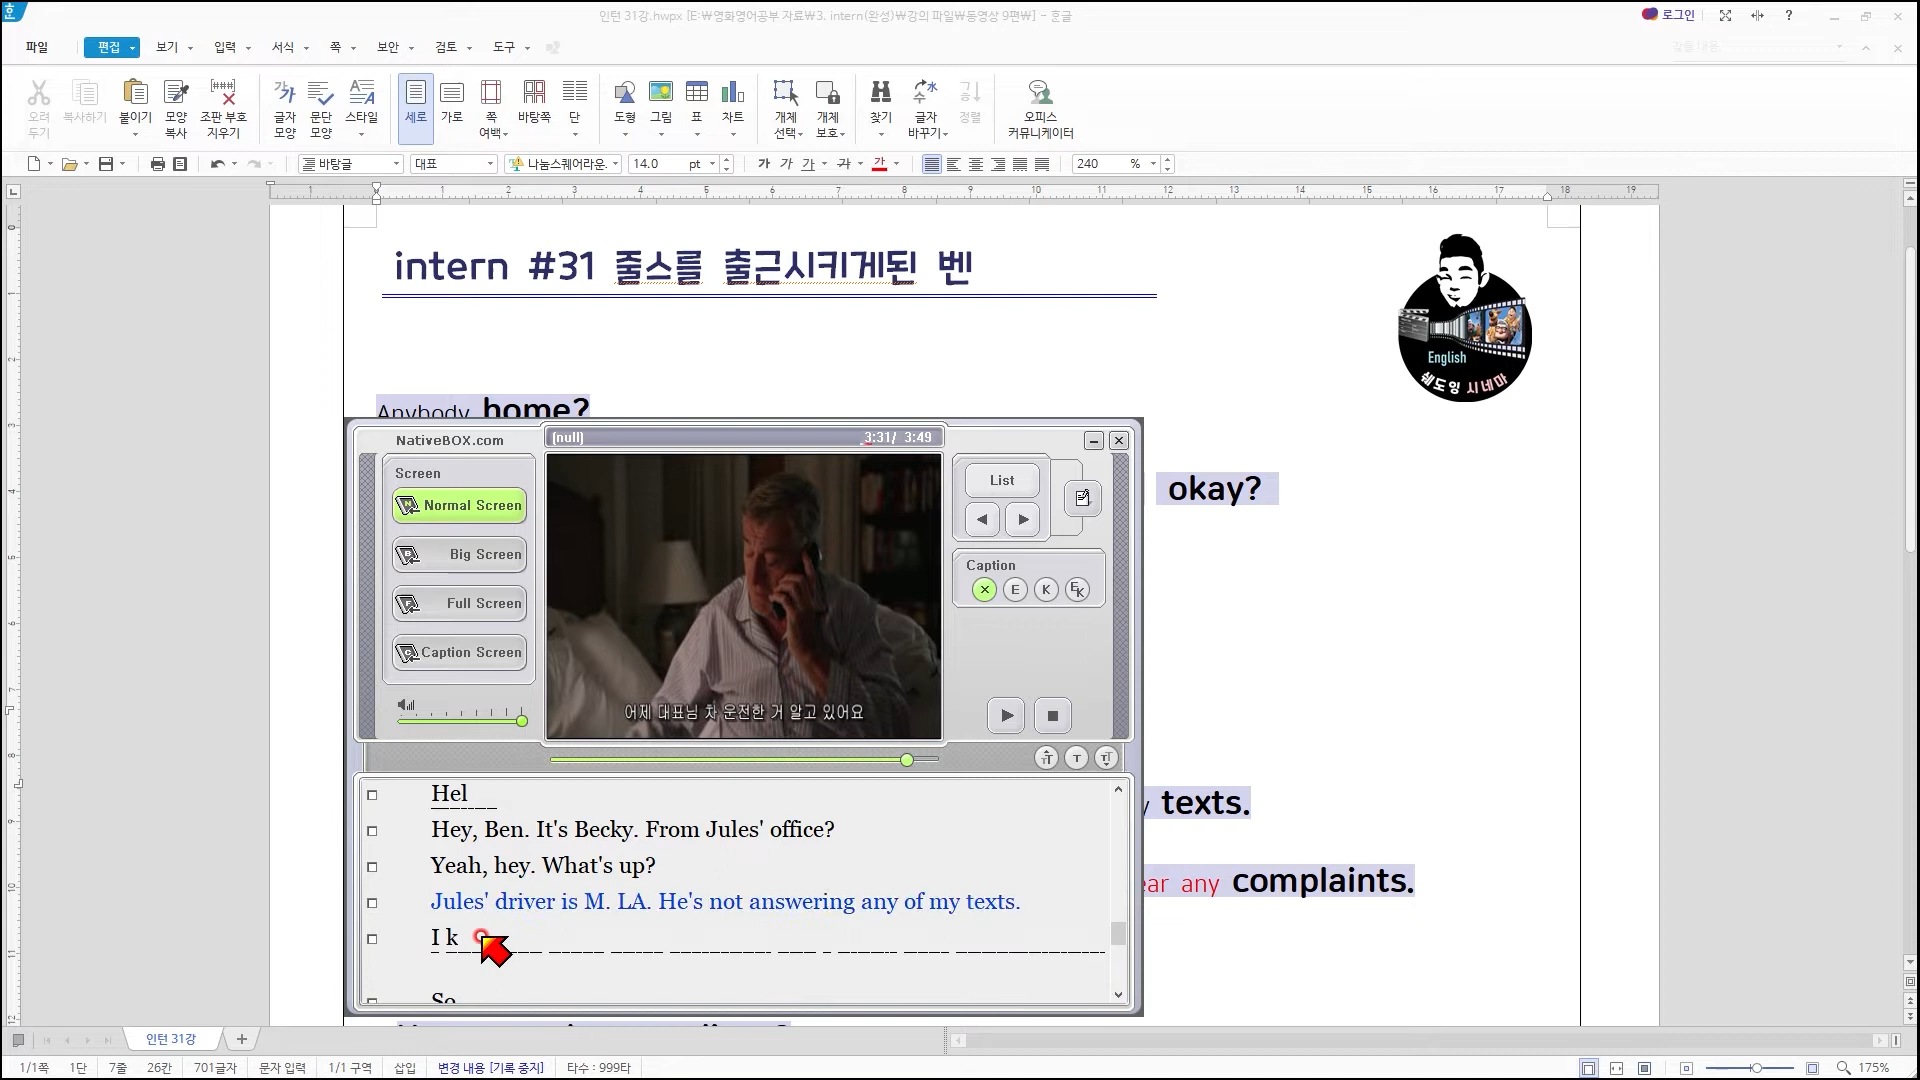 인턴 31강.hwpx [E:￦영화영어공부 자료￦3. intern(완성)￦강의 파일￦동영상 9편￦] - 한글
로그인
?
파일
편집
보기
입력
서식
쪽
보안
검토
도구
오려 두기
복사하기
붙이기
모양 복사
조판 부호 지우기
글자 모양
문단 모양
스타일
세로
가로
쪽 여백
바탕쪽
단
도형
그림
표
차트
개체 선택
개체 보호
찾기
글자 바꾸기
정렬
오피스 커뮤니케이터
바탕글
대표
나눔스퀘어라운.
14.0 pt
가 가 가 가 가
240 %
intern #31 줄스를 출근시키게된 벤
English
쉐도잉 시네마
Anybody home?
okay?
NativeBOX.com
(null)
3:31/ 3:49
Screen
Normal Screen
Big Screen
Full Screen
Caption Screen
List
Caption
X E K EK
어제 대표님 차 운전한 거 알고 있어요
Hel
Hey, Ben. It's Becky. From Jules' office?
Yeah, hey. What's up?
Jules' driver is M. LA. He's not answering any of my texts.
I k
So
texts.
ear any complaints.
인턴 31강
1/1쪽
1단
7줄
26칸
701글자
문자 입력
1/1 구역
삽입
변경 내용 [기록 중지]
타수 : 999타
175%